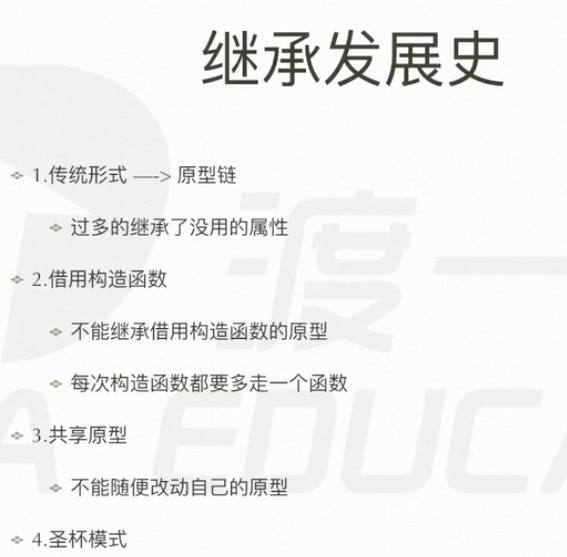 继承发展史
1.传统形式 —-> 原型链
过多的继承了没用的属性
2.借用构造函数
不能继承借用构造函数的原型
每次构造函数都要多走一个函数
3.共享原型
不能随便改动自己的原型
4.圣杯模式
渡一
A EDUCA